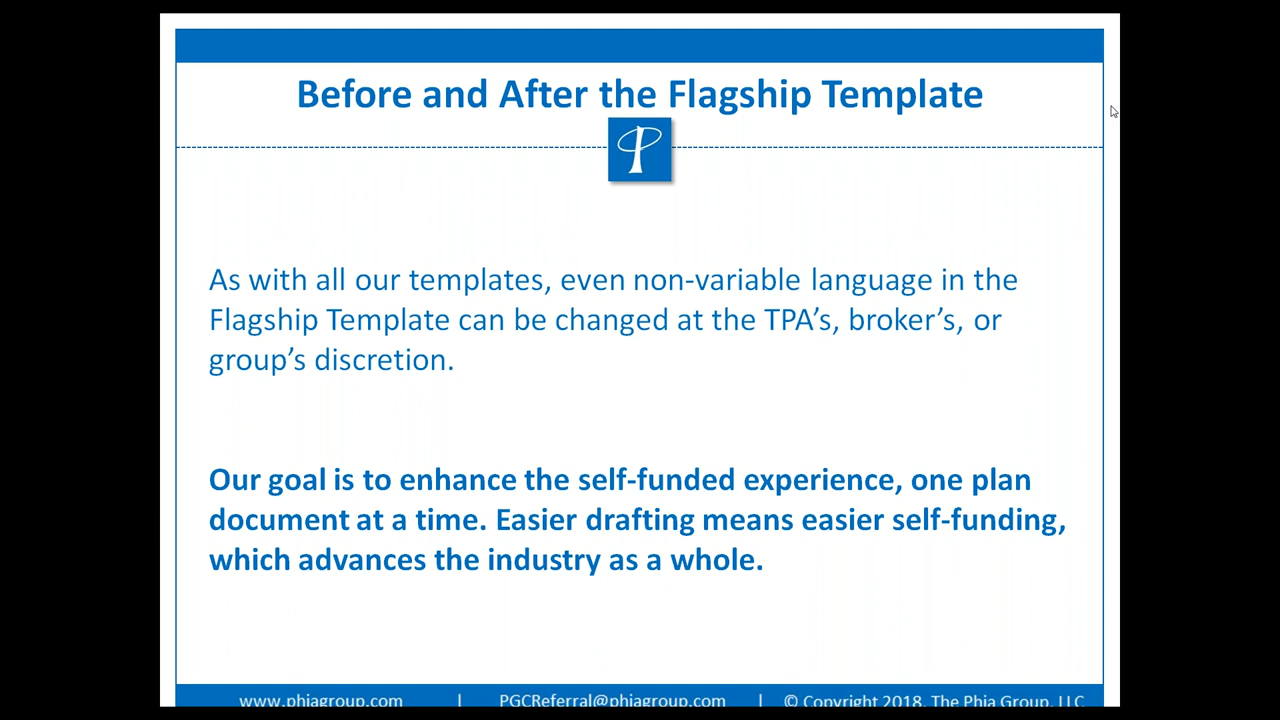 Before and After the Flagship Template
As with all our templates, even non-variable language in the
Flagship Template can be changed at the TPA’s, broker’s, or
group’s discretion.
Our goal is to enhance the self-funded experience, one plan
document at a time. Easier drafting means easier self-funding,
which advances the industry as a whole.
www.phiagroup.com | PGCReferral@phiagroup.com | © Copyright 2018. The Phia Group, LLC